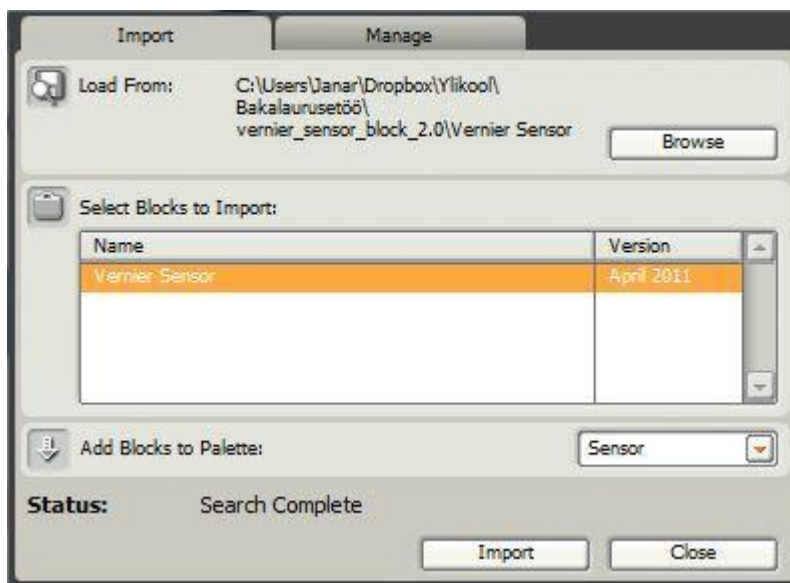 Import Manage
Load From: C:\Users\Janar\Dropbox\Ylikool\
Bakalaurusetöö\
vernier_sensor_block_2.0\Vernier Sensor
Browse
Select Blocks to Import:
Name Version
Vernier Sensor April 2011
Add Blocks to Palette: Sensor
Status: Search Complete
Import Close